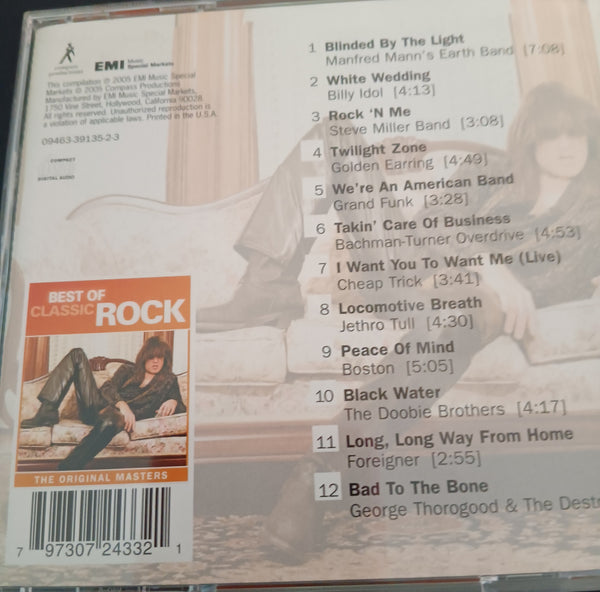 compass
productions
EMI Music
Special Markets
This compilation ℗ 2005 EMI Music Special
Markets © 2005 Compass Productions
Manufactured by EMI Music Special Markets,
1750 Vine Street, Hollywood, California 90028.
All rights reserved. Unauthorized reproduction is
a violation of applicable laws. Printed in the U.S.A.
09463-39135-2-3
COMPACT
DIGITAL AUDIO
1 Blinded By The Light
Manfred Mann's Earth Band [7:08]
2 White Wedding
Billy Idol [4:13]
3 Rock 'N Me
Steve Miller Band [3:08]
4 Twilight Zone
Golden Earring [4:49]
5 We're An American Band
Grand Funk [3:28]
6 Takin' Care Of Business
Bachman-Turner Overdrive [4:53]
7 I Want You To Want Me (Live)
Cheap Trick [3:41]
8 Locomotive Breath
Jethro Tull [4:30]
9 Peace Of Mind
Boston [5:05]
10 Black Water
The Doobie Brothers [4:17]
11 Long, Long Way From Home
Foreigner [2:55]
12 Bad To The Bone
George Thorogood & The Destr
BEST OF
CLASSIC ROCK
THE ORIGINAL MASTERS
7 97307 24332 1